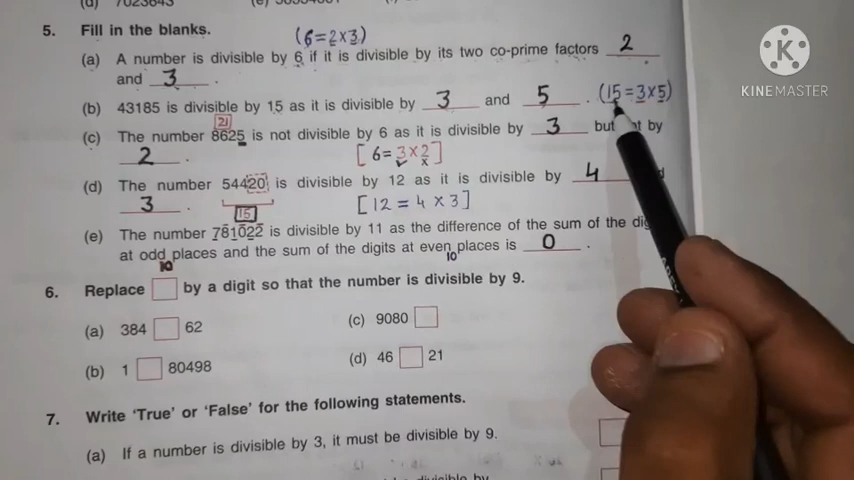 (d) 7023643
5. Fill in the blanks. (6=2x3)
(a) A number is divisible by 6 if it is divisible by its two co-prime factors 2
and 3.
(b) 43185 is divisible by 15 as it is divisible by 3 and 5. (15=3x5)
21
(c) The number 8625 is not divisible by 6 as it is divisible by 3 but by
2. [6=3x2]
(d) The number 54420 is divisible by 12 as it is divisible by 4
3. 15 [12 = 4 x 3]
(e) The number 781022 is divisible by 11 as the difference of the sum of the
at odd places and the sum of the digits at even places is 0.
10 10
6. Replace □ by a digit so that the number is divisible by 9.
(a) 384 □ 62 (c) 9080 □
(b) 1 □ 80498 (d) 46 □ 21
7. Write 'True' or 'False' for the following statements.
(a) If a number is divisible by 3, it must be divisible by 9.
KINEMASTER